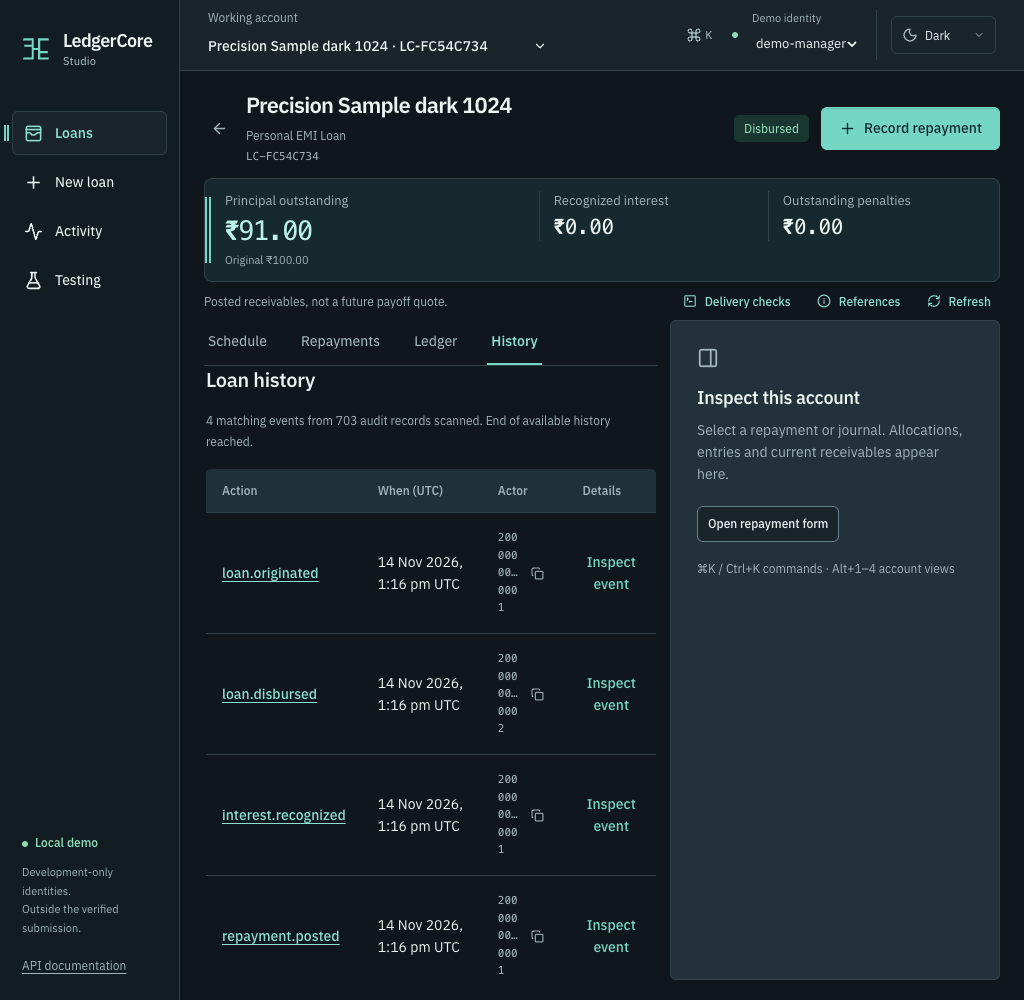 LedgerCore
Studio
Loans
New loan
Activity
Testing
Local demo
Development-only
identities.
Outside the verified
submission.
API documentation
Working account
Precision Sample dark 1024 · LC-FC54C734
⌘ K
Demo identity
demo-manager
Dark
Precision Sample dark 1024
Personal EMI Loan
LC–FC54C734
Disbursed
Record repayment
Principal outstanding
₹91.00
Original ₹100.00
Recognized interest
₹0.00
Outstanding penalties
₹0.00
Posted receivables, not a future payoff quote.
Delivery checks
References
Refresh
Schedule
Repayments
Ledger
History
Loan history
4 matching events from 703 audit records scanned. End of available history
reached.
Action
When (UTC)
Actor
Details
loan.originated
14 Nov 2026,
1:16 pm UTC
200
000
00…
000
1
Inspect
event
loan.disbursed
14 Nov 2026,
1:16 pm UTC
200
000
00…
000
2
Inspect
event
interest.recognized
14 Nov 2026,
1:16 pm UTC
200
000
00…
000
1
Inspect
event
repayment.posted
14 Nov 2026,
1:16 pm UTC
200
000
00…
000
1
Inspect
event
Inspect this account
Select a repayment or journal. Allocations,
entries and current receivables appear
here.
Open repayment form
⌘K / Ctrl+K commands · Alt+1–4 account views